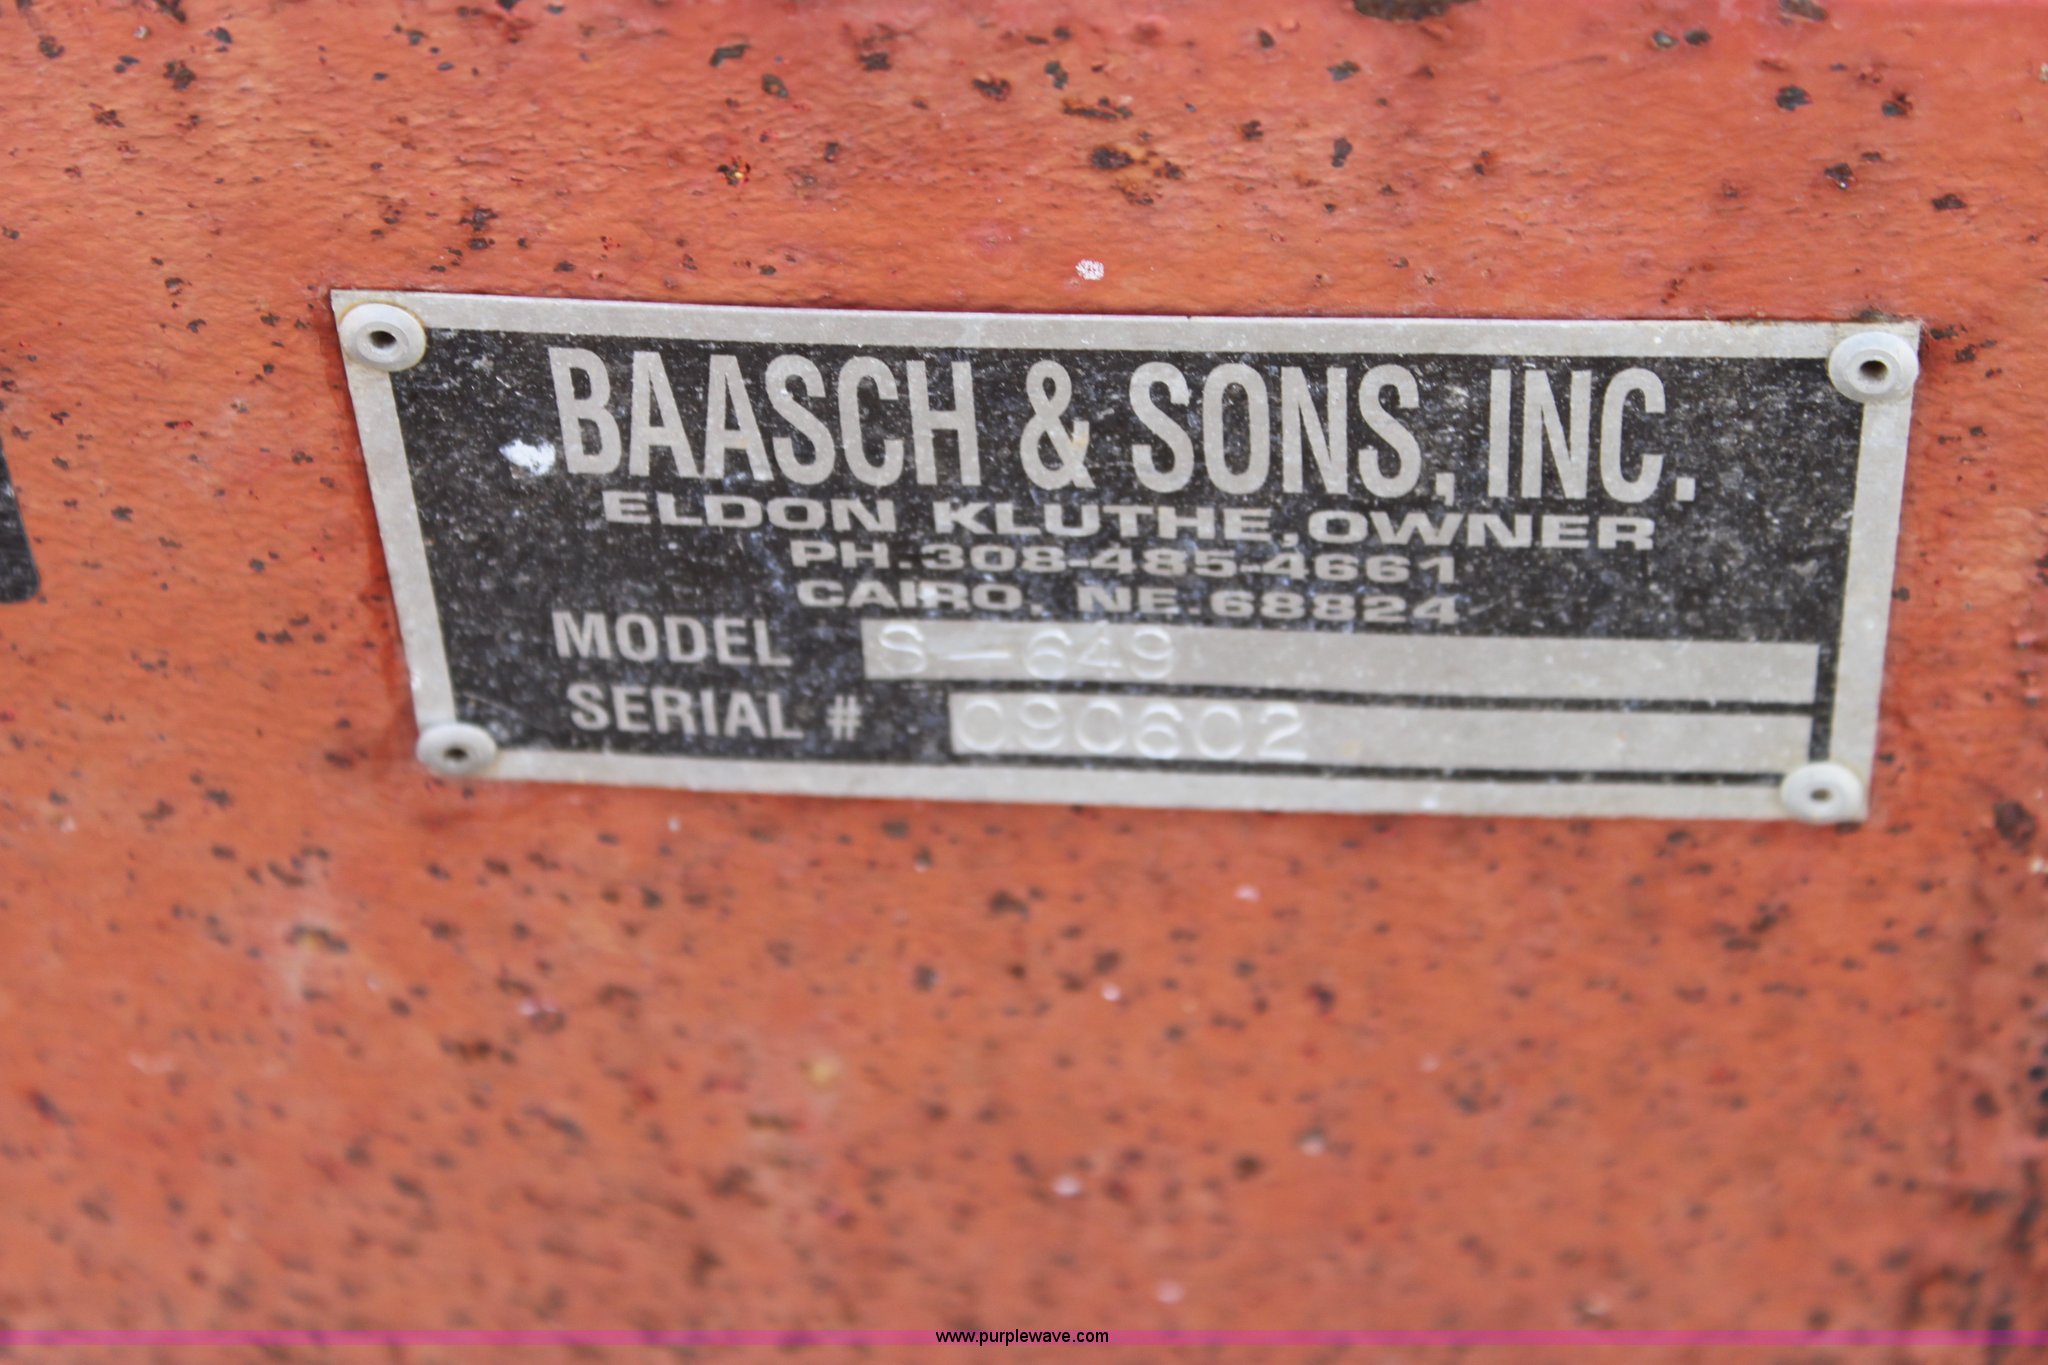 BAASCH & SONS, INC.
ELDON KLUTHE, OWNER
PH. 308-485-4661
CAIRO, NE. 68824
MODEL S-649
SERIAL # 090602
www.purplewave.com